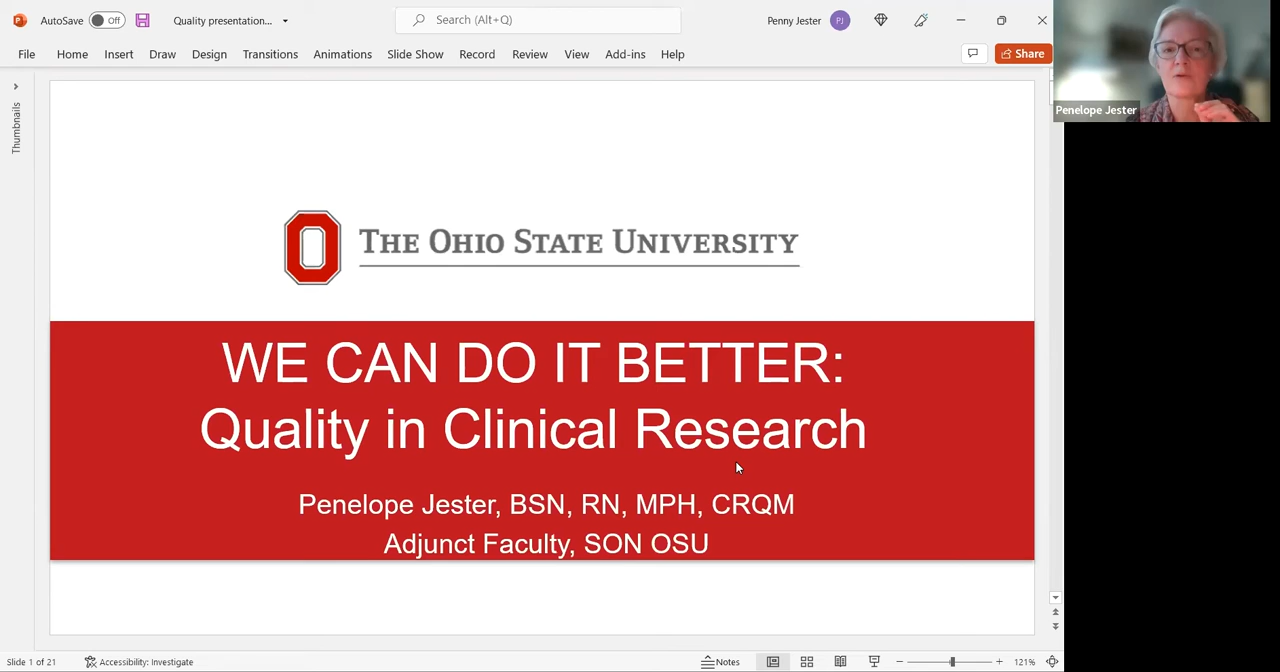 AutoSave Off Quality presentation... Search (Alt+Q) Penny Jester PJ
File Home Insert Draw Design Transitions Animations Slide Show Record Review View Add-ins Help Share
Penelope Jester
Thumbnails
THE OHIO STATE UNIVERSITY
WE CAN DO IT BETTER:
Quality in Clinical Research
Penelope Jester, BSN, RN, MPH, CRQM
Adjunct Faculty, SON OSU
Slide 1 of 21 Accessibility: Investigate Notes 121%